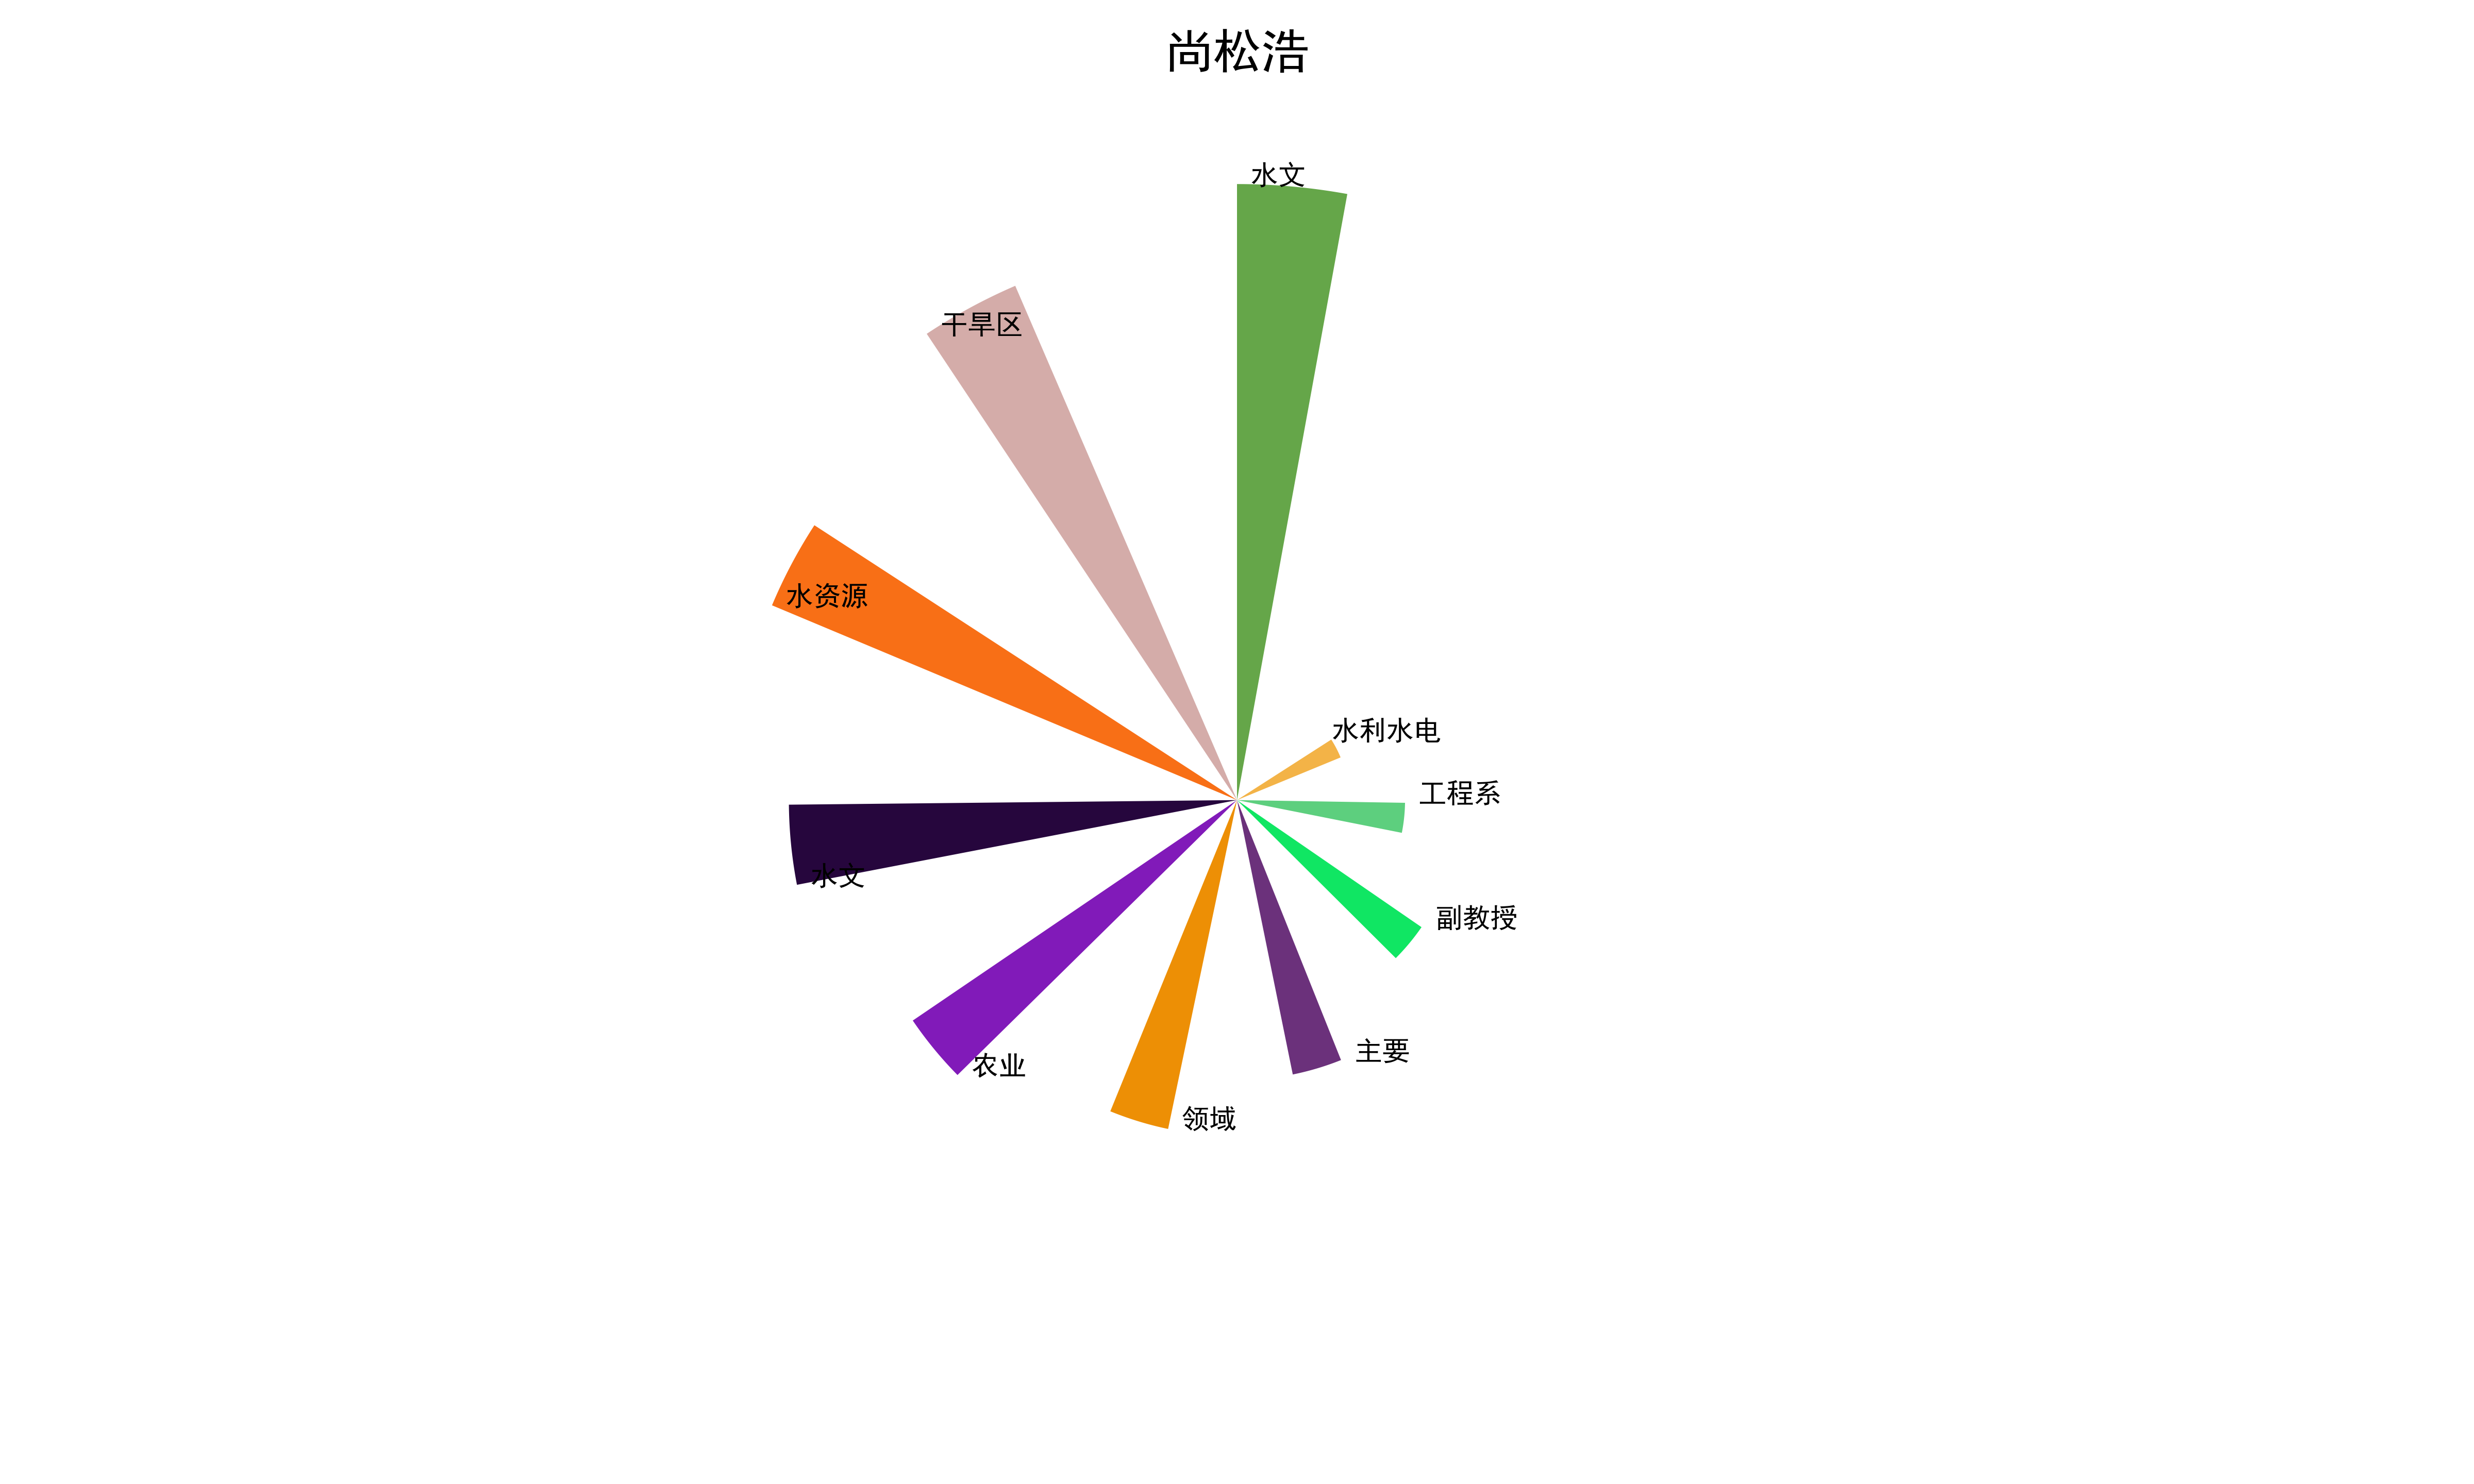 尚松浩
水文
干旱区
水资源
水利水电
工程系
水文
副教授
主要
农业
领域